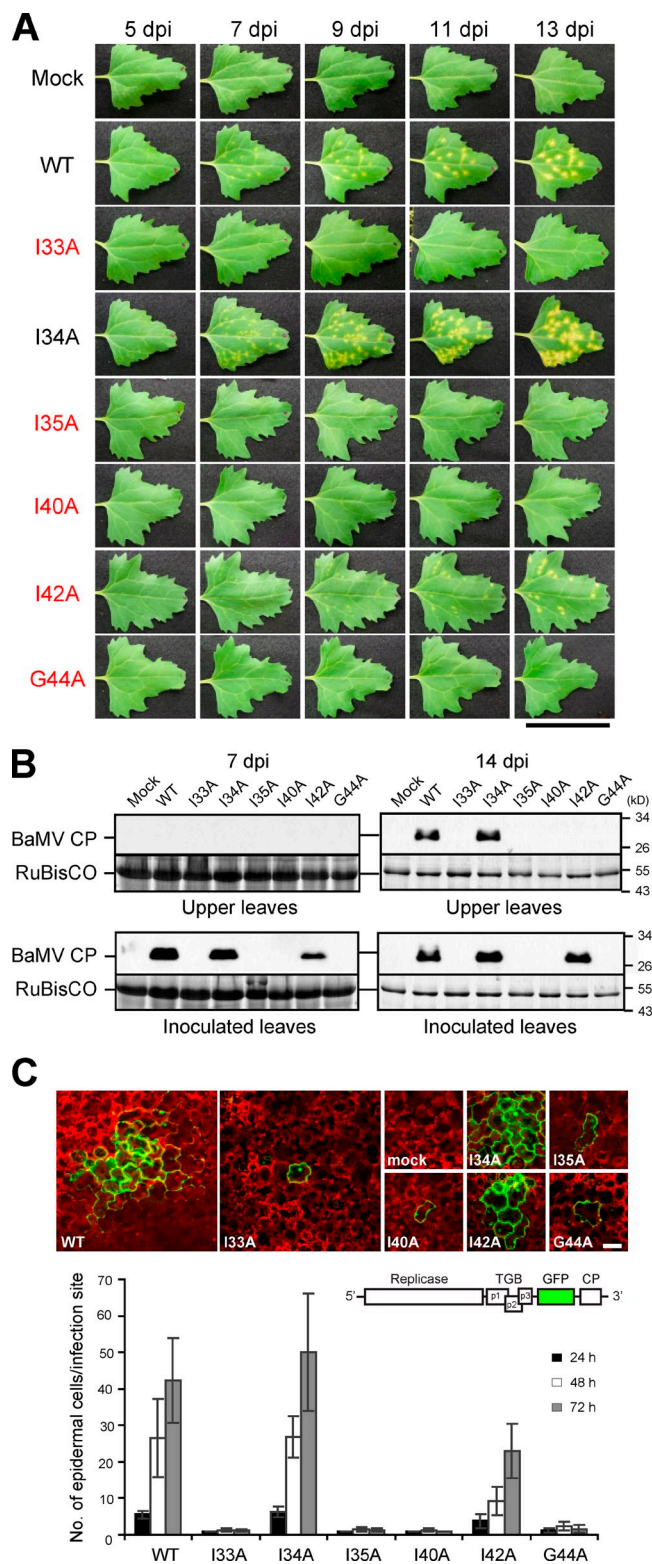 A
5 dpi 7 dpi 9 dpi 11 dpi 13 dpi
Mock
WT
I33A
I34A
I35A
I40A
I42A
G44A
B
7 dpi 14 dpi
Mock WT I33A I34A I35A I40A I42A G44A Mock WT I33A I34A I35A I40A I42A G44A
(kD)
BaMV CP 34
26
RuBisCO 55
43
Upper leaves Upper leaves
BaMV CP 34
26
RuBisCO 55
43
Inoculated leaves Inoculated leaves
C
mock I34A I35A
WT I33A I40A I42A G44A
No. of epidermal cells/infection site
70
60
50
40
30
20
10
0
Replicase TGB GFP CP
5' p1 p2 p3 3'
24 h
48 h
72 h
WT I33A I34A I35A I40A I42A G44A